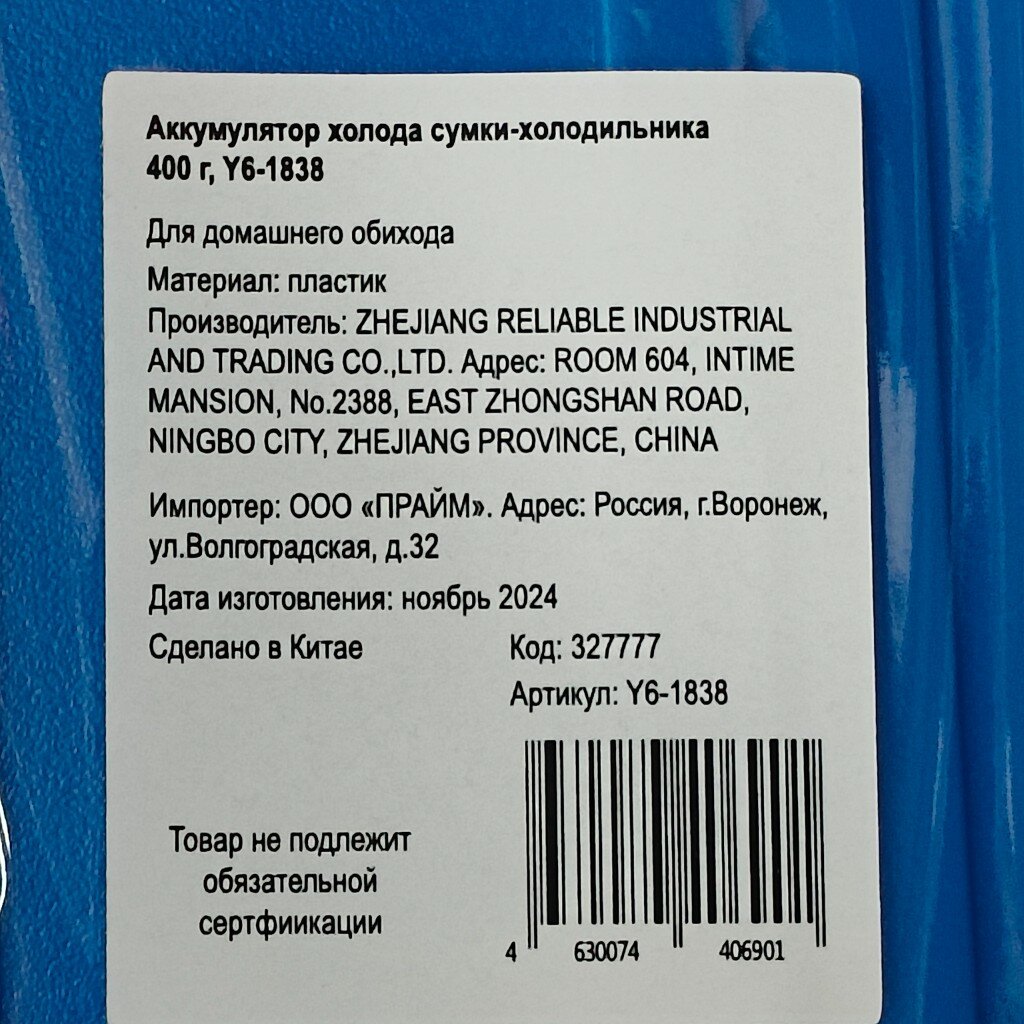 Аккумулятор холода сумки-холодильника
400 г, Y6-1838
Для домашнего обихода
Материал: пластик
Производитель: ZHEJIANG RELIABLE INDUSTRIAL
AND TRADING CO.,LTD. Адрес: ROOM 604, INTIME
MANSION, No.2388, EAST ZHONGSHAN ROAD,
NINGBO CITY, ZHEJIANG PROVINCE, CHINA
Импортер: ООО «ПРАЙМ». Адрес: Россия, г.Воронеж,
ул.Волгоградская, д.32
Дата изготовления: ноябрь 2024
Сделано в Китае
Код: 327777
Артикул: Y6-1838
Товар не подлежит
обязательной
сертфиикации
4 630074 406901